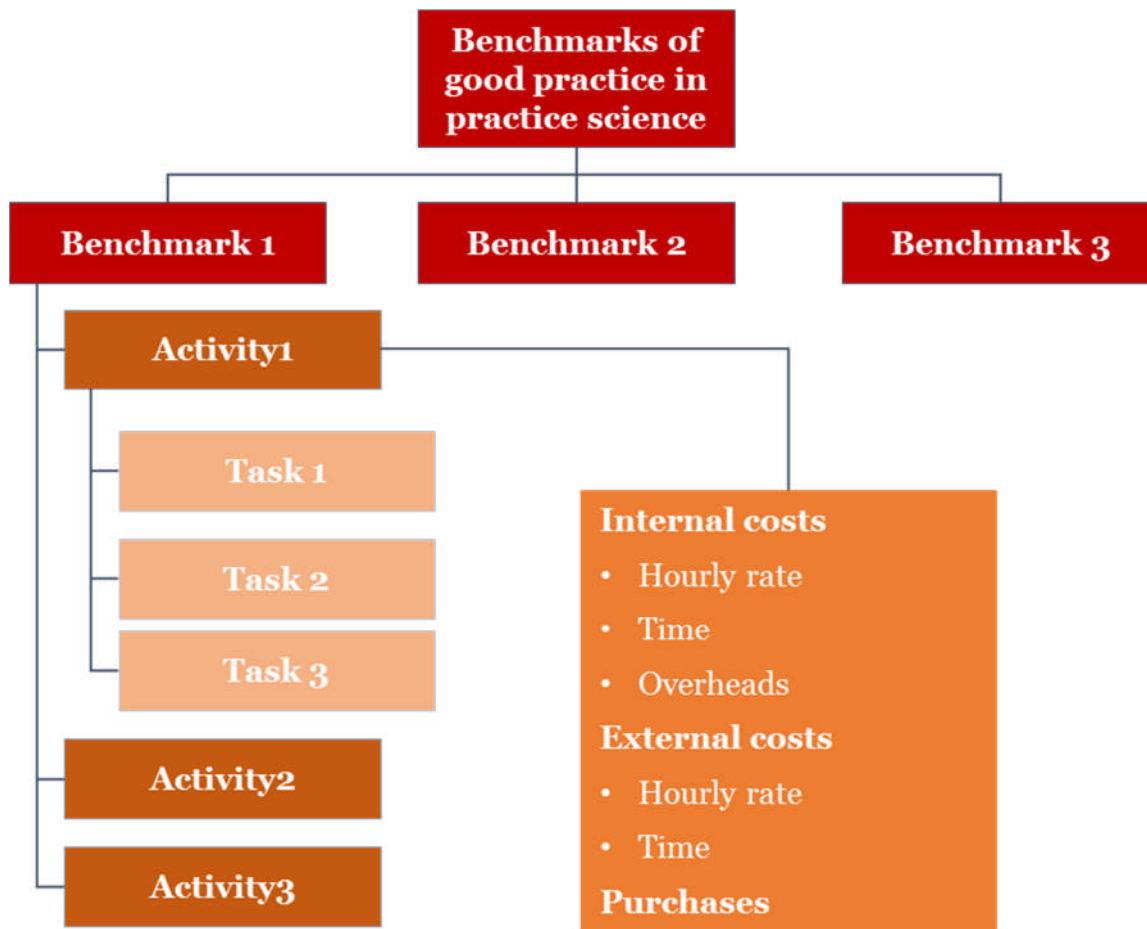 Benchmarks of
good practice in
practice science
Benchmark 1
Benchmark 2
Benchmark 3
Activity1
Task 1
Task 2
Task 3
Activity2
Activity3
Internal costs
• Hourly rate
• Time
• Overheads
External costs
• Hourly rate
• Time
Purchases